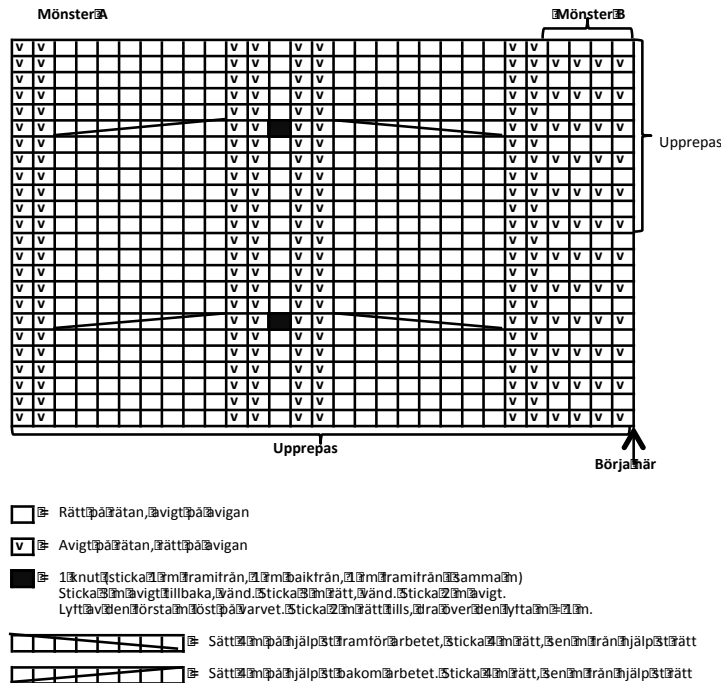 Mönster A
Mönster B
Upprepas
Upprepas
Börja här
= Rätt på rätan, avigt på avigan
v = Avigt på rätan, rätt på avigan
= 1 knut (sticka 1 rm framifrån, 1 rm baikfrån, 1 rm framifrån i samma m)
Sticka 3 m avigt tillbaka, vänd. Sticka 3 m rätt, vänd. Sticka 2 m avigt.
Lyft av den första m löst på varvet. Sticka 2 m rätt tills, dra över den lyfta m = 1 m.
= Sätt 4 m på hjälpst framför arbetet, sticka 4 m rätt, sen m från hjälpst rätt
= Sätt 4 m på hjälpst bakom arbetet. Sticka 4 m rätt, sen m från hjälpst rätt